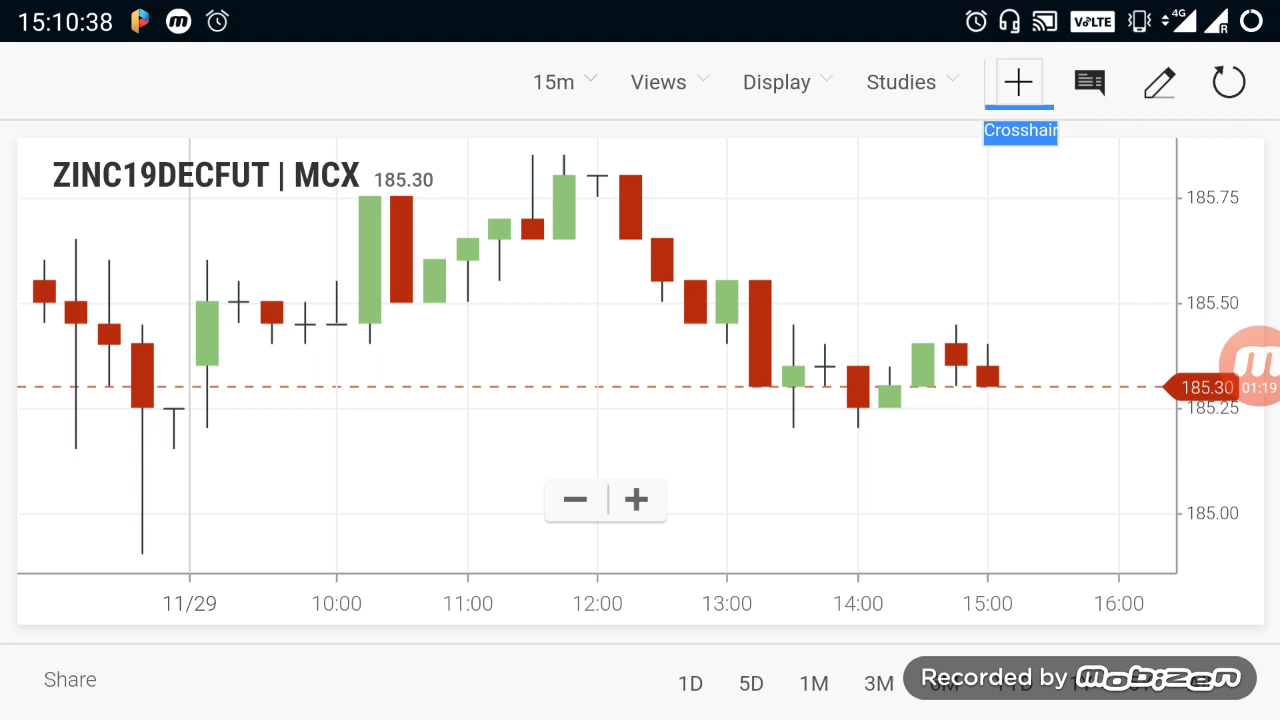 15:10:38 4G R VoLTE
15m Views Display Studies
Crosshair
ZINC19DECFUT | MCX 185.30
185.75
185.50
185.30 01:19
185.25
185.00
11/29 10:00 11:00 12:00 13:00 14:00 15:00 16:00
Share 1D 5D 1M 3M
Recorded by mobizen